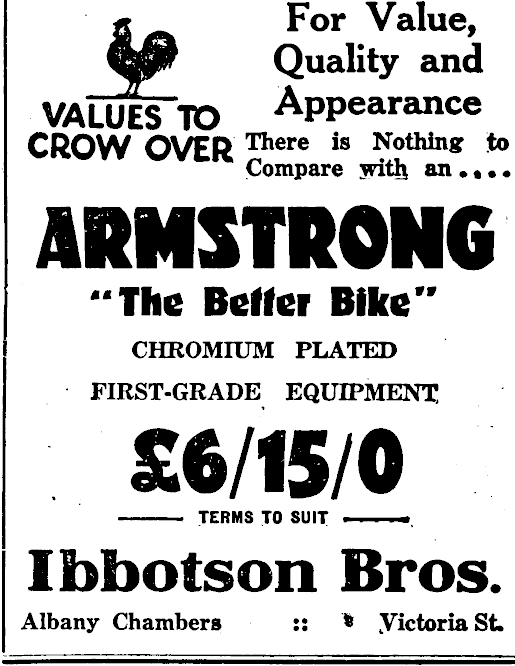 VALUES TO
CROW OVER
For Value,
Quality and
Appearance
There is Nothing to
Compare with an....
ARMSTRONG
"The Better Bike"
CHROMIUM PLATED
FIRST-GRADE EQUIPMENT
£6/15/0
TERMS TO SUIT
Ibbotson Bros.
Albany Chambers :: Victoria St.